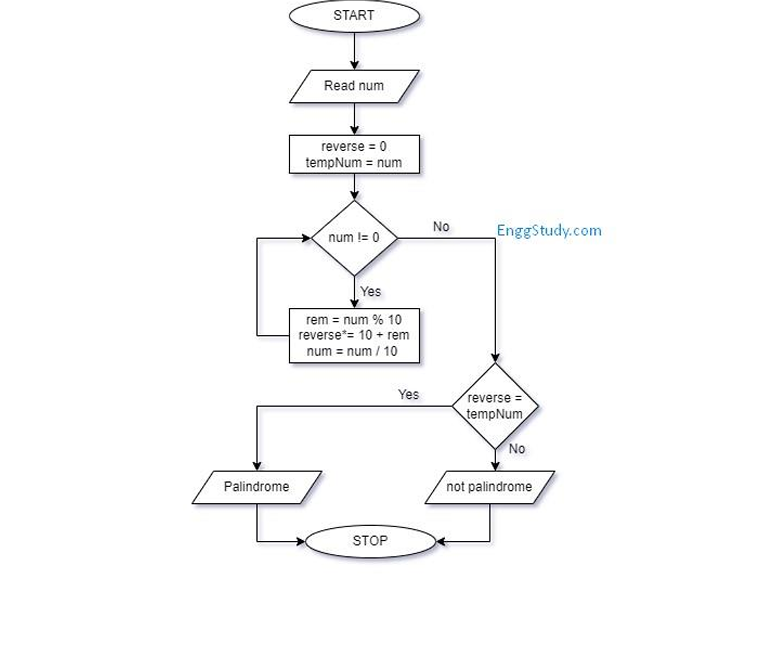 START
Read num
reverse = 0
tempNum = num
num != 0
No
EnggStudy.com
Yes
rem = num % 10
reverse*= 10 + rem
num = num / 10
Yes
reverse =
tempNum
No
Palindrome
not palindrome
STOP